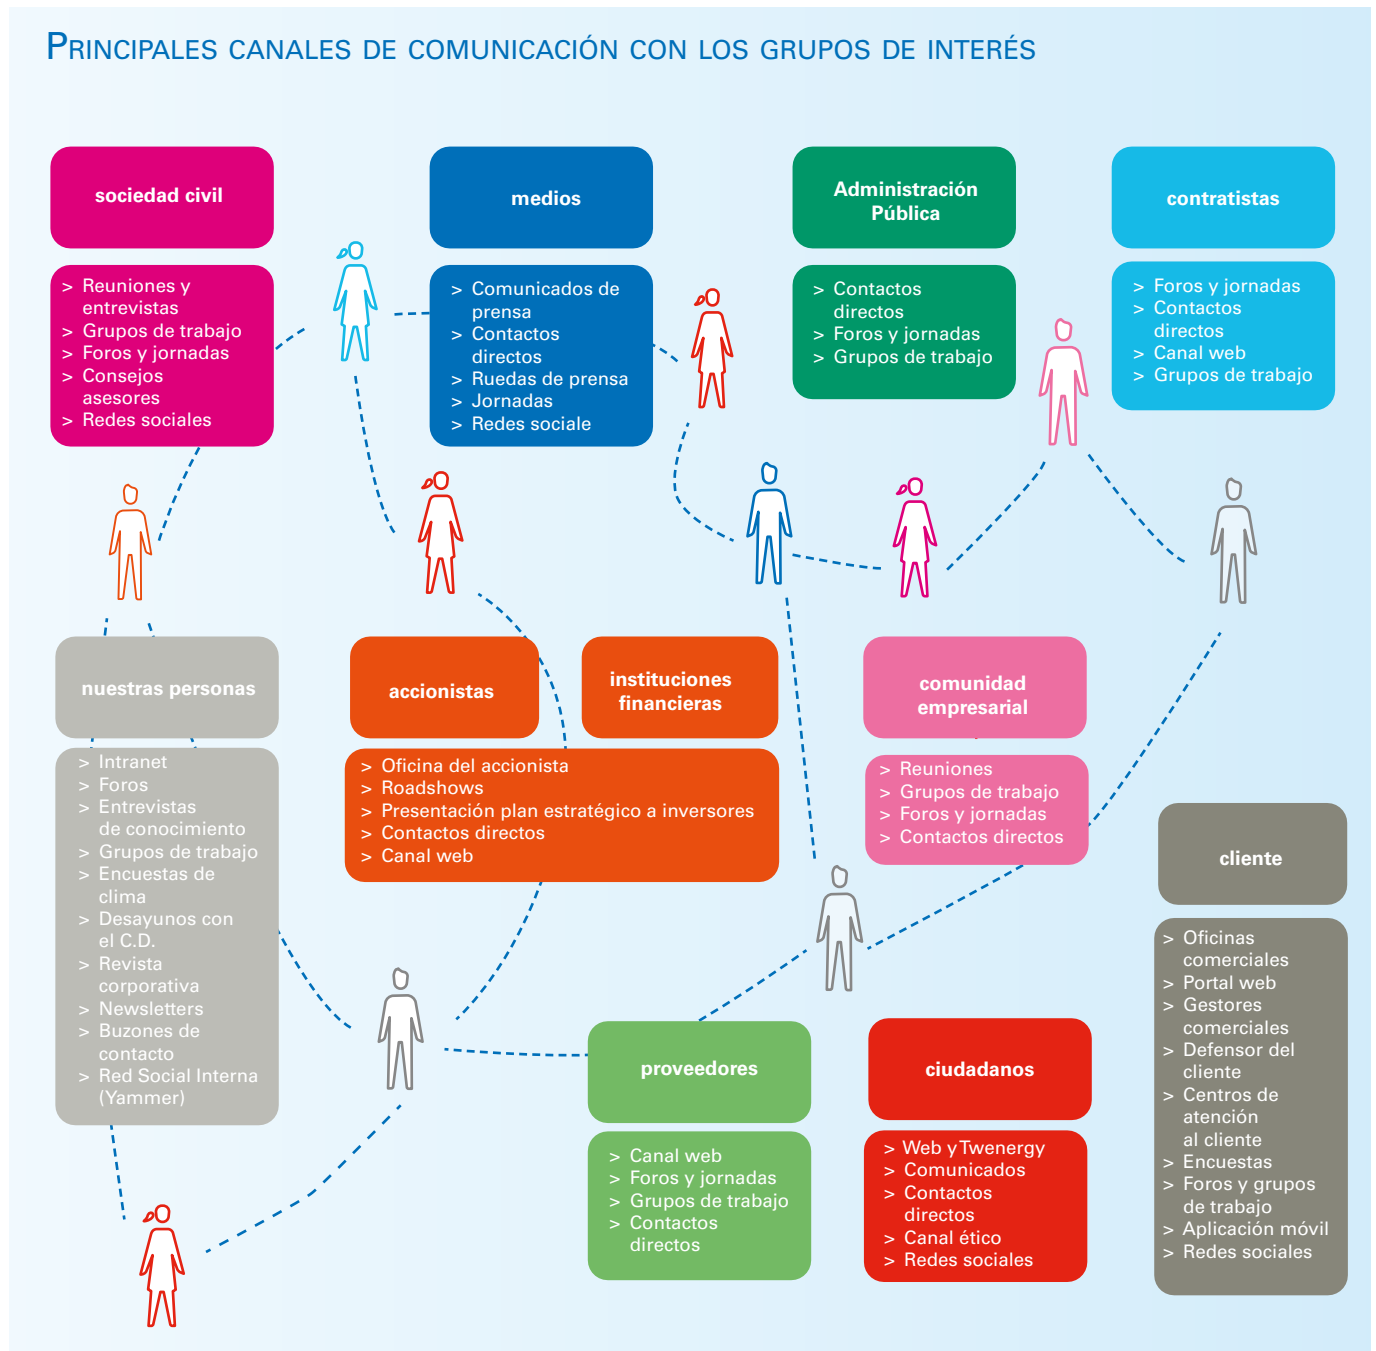 PRINCIPALES CANALES DE COMUNICACIÓN CON LOS GRUPOS DE INTERÉS
sociedad civil
> Reuniones y
entrevistas
> Grupos de trabajo
> Foros y jornadas
> Consejos
asesores
> Redes sociales
medios
> Comunicados de
prensa
> Contactos
directos
> Ruedas de prensa
> Jornadas
> Redes sociale
Administración
Pública
> Contactos
directos
> Foros y jornadas
> Grupos de trabajo
contratistas
> Foros y jornadas
> Contactos
directos
> Canal web
> Grupos de trabajo
nuestras personas
> Intranet
> Foros
> Entrevistas
de conocimiento
> Grupos de trabajo
> Encuestas de
clima
> Desayunos con
el C.D.
> Revista
corporativa
> Newsletters
> Buzones de
contacto
> Red Social Interna
(Yammer)
accionistas
instituciones
financieras
> Oficina del accionista
> Roadshows
> Presentación plan estratégico a inversores
> Contactos directos
> Canal web
comunidad
empresarial
> Reuniones
> Grupos de trabajo
> Foros y jornadas
> Contactos directos
cliente
> Oficinas
comerciales
> Portal web
> Gestores
comerciales
> Defensor del
cliente
> Centros de
atención
al cliente
> Encuestas
> Foros y grupos
de trabajo
> Aplicación móvil
> Redes sociales
proveedores
> Canal web
> Foros y jornadas
> Grupos de trabajo
> Contactos
directos
ciudadanos
> Web y Twenergy
> Comunicados
> Contactos
directos
> Canal ético
> Redes sociales